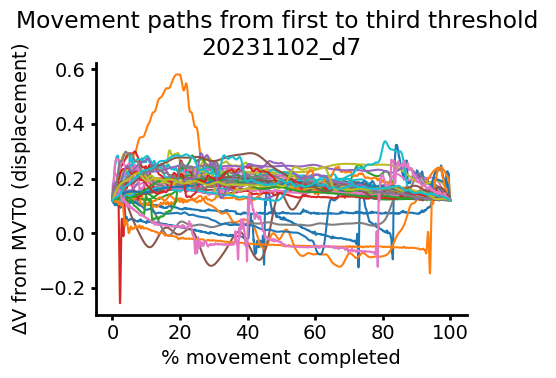 Movement paths from first to third threshold
20231102_d7
ΔV from MVT0 (displacement)
0.6
0.4
0.2
0.0
−0.2
0
20
40
60
80
100
% movement completed